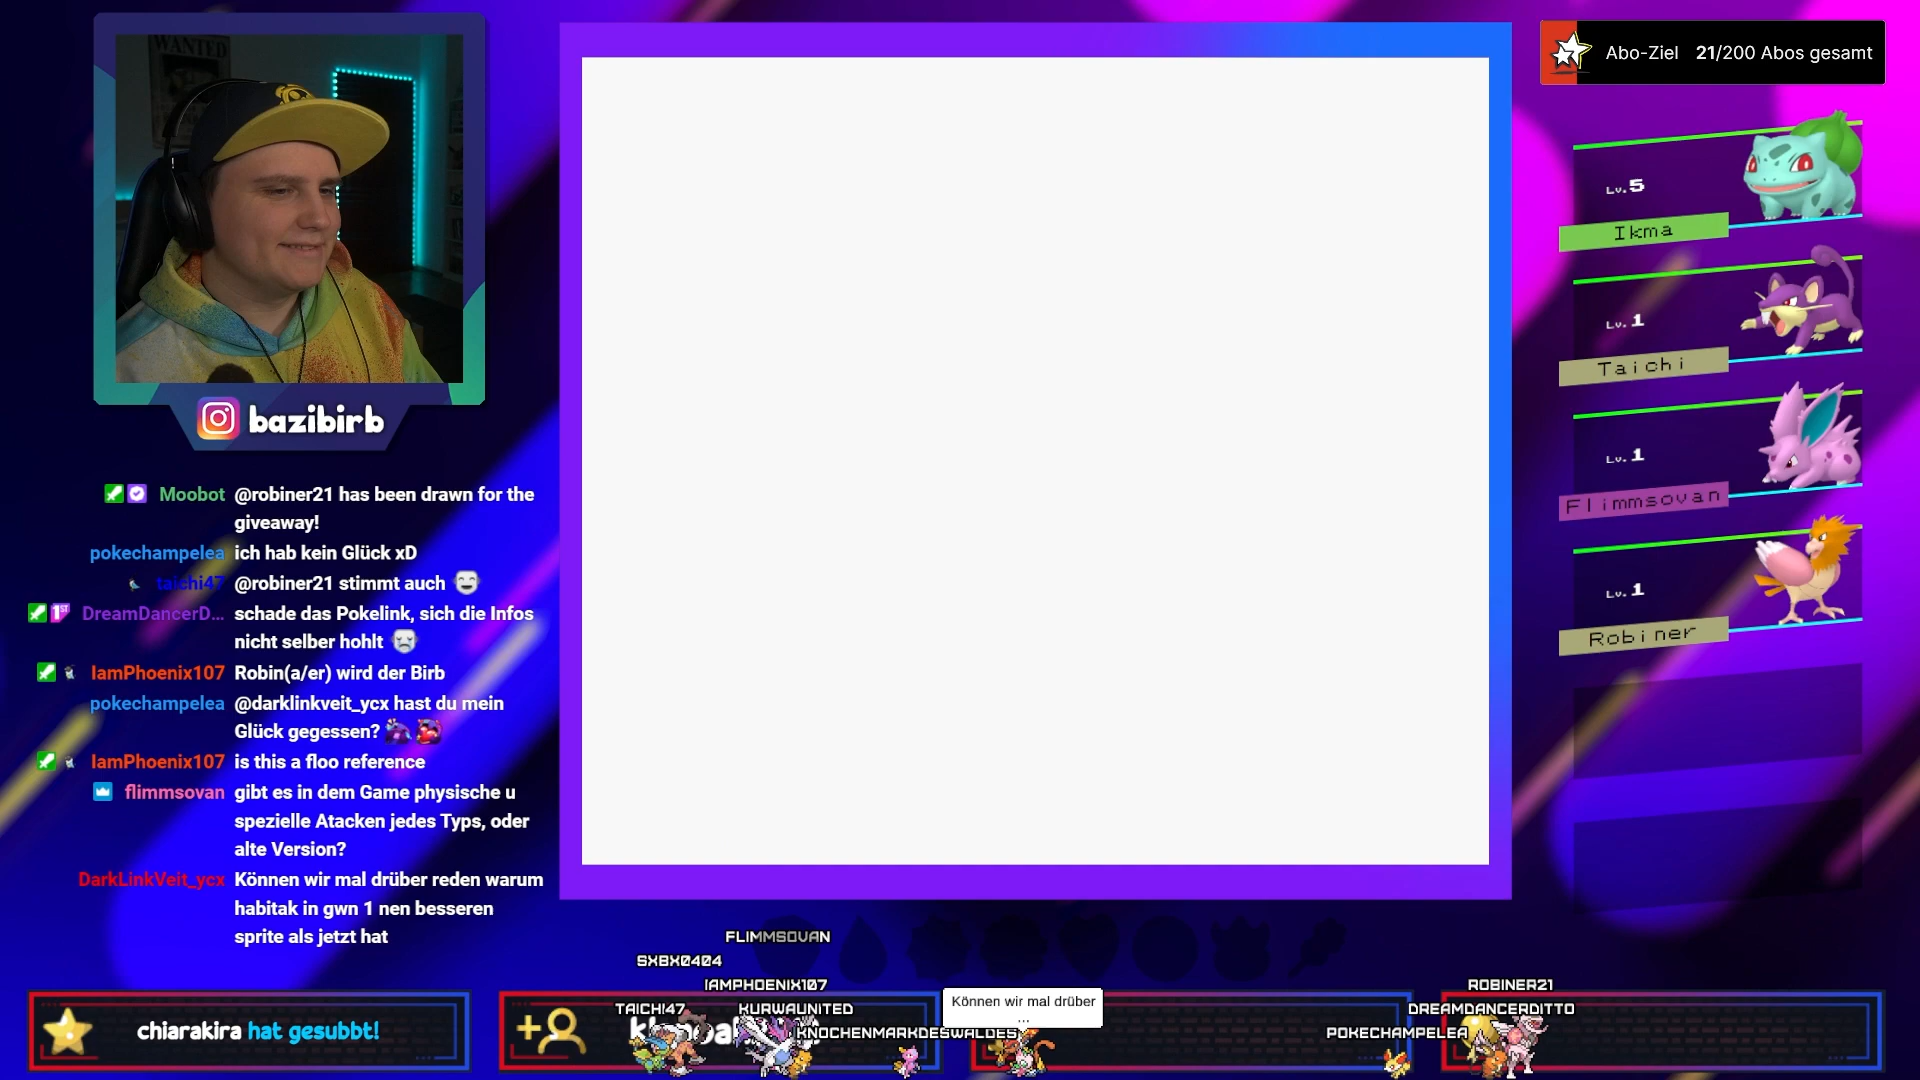 WANTED
bazibirb
Moobot @robiner21 has been drawn for the
giveaway!
pokechampelea ich hab kein Glück xD
taichi47 @robiner21 stimmt auch
1ST DreamDancerD... schade das Pokelink, sich die Infos
nicht selber hohlt
IamPhoenix107 Robin(a/er) wird der Birb
pokechampelea @darklinkveit_ycx hast du mein
Glück gegessen?
IamPhoenix107 is this a floo reference
flimmsovan gibt es in dem Game physische u
spezielle Atacken jedes Typs, oder
alte Version?
DarkLinkVeit_ycx Können wir mal drüber reden warum
habitak in gwn 1 nen besseren
sprite als jetzt hat
Abo-Ziel 21/200 Abos gesamt
Lv.5
Ikma
Lv.1
Taichi
Lv.1
Flimmsovan
Lv.1
Robiner
FLIMMSOVAN
SXBX0404
IAMPHOENIX107
TAICHI47
KURWAUNITED
KNOCHENMARKDESWALDES
Können wir mal drüber
...
ROBINER21
DREAMDANCERDITTO
POKECHAMPELEA
chiarakira hat gesubbt!